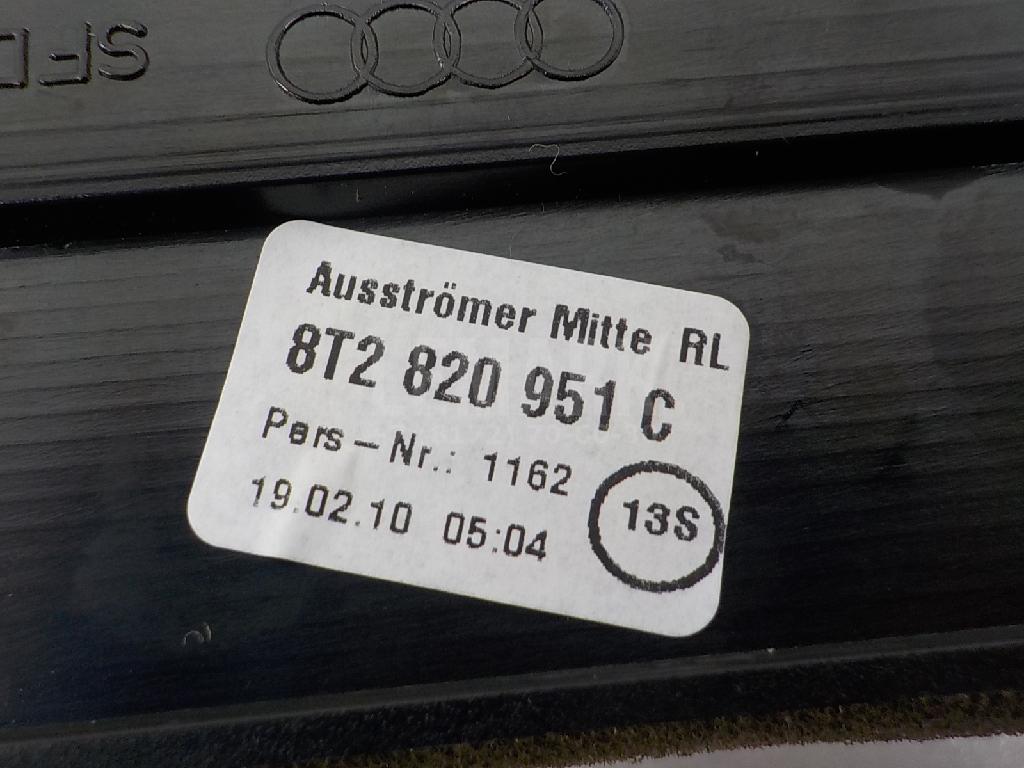 Ausströmer Mitte RL
8T2 820 951 C
Pers-Nr.: 1162
13S
19.02.10 05:04